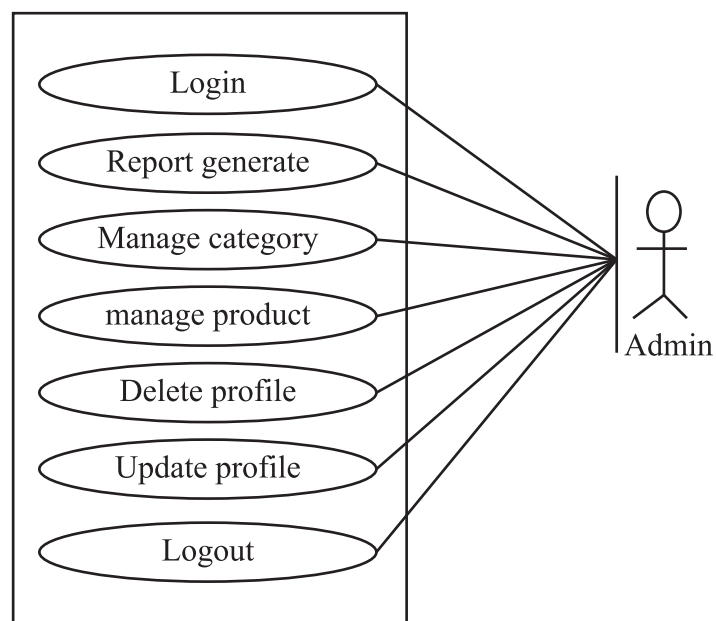 Login
Report generate
Manage category
manage product
Delete profile
Update profile
Logout
Admin